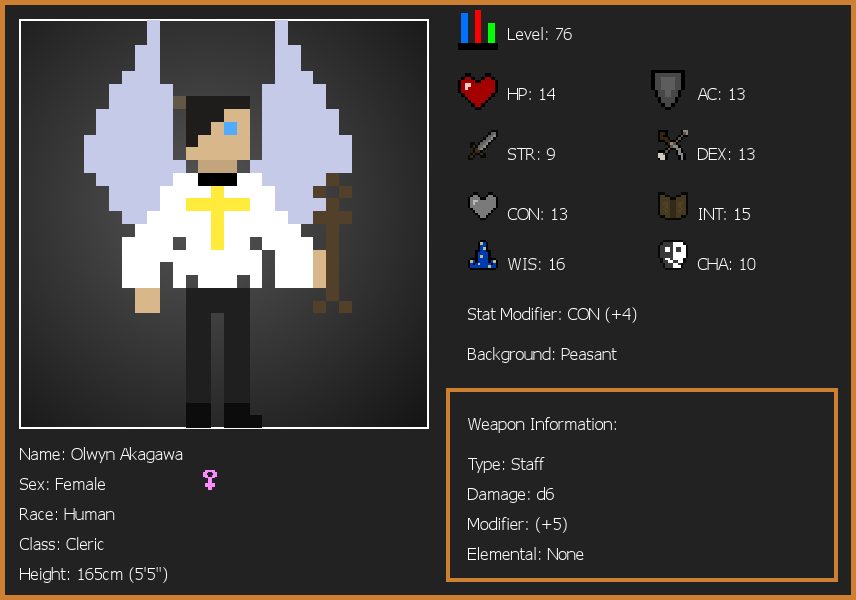 Level: 76
HP: 14
AC: 13
STR: 9
DEX: 13
CON: 13
INT: 15
WIS: 16
CHA: 10
Stat Modifier: CON (+4)
Background: Peasant
Weapon Information:
Type: Staff
Damage: d6
Modifier: (+5)
Elemental: None
Name: Olwyn Akagawa
Sex: Female
Race: Human
Class: Cleric
Height: 165cm (5'5")